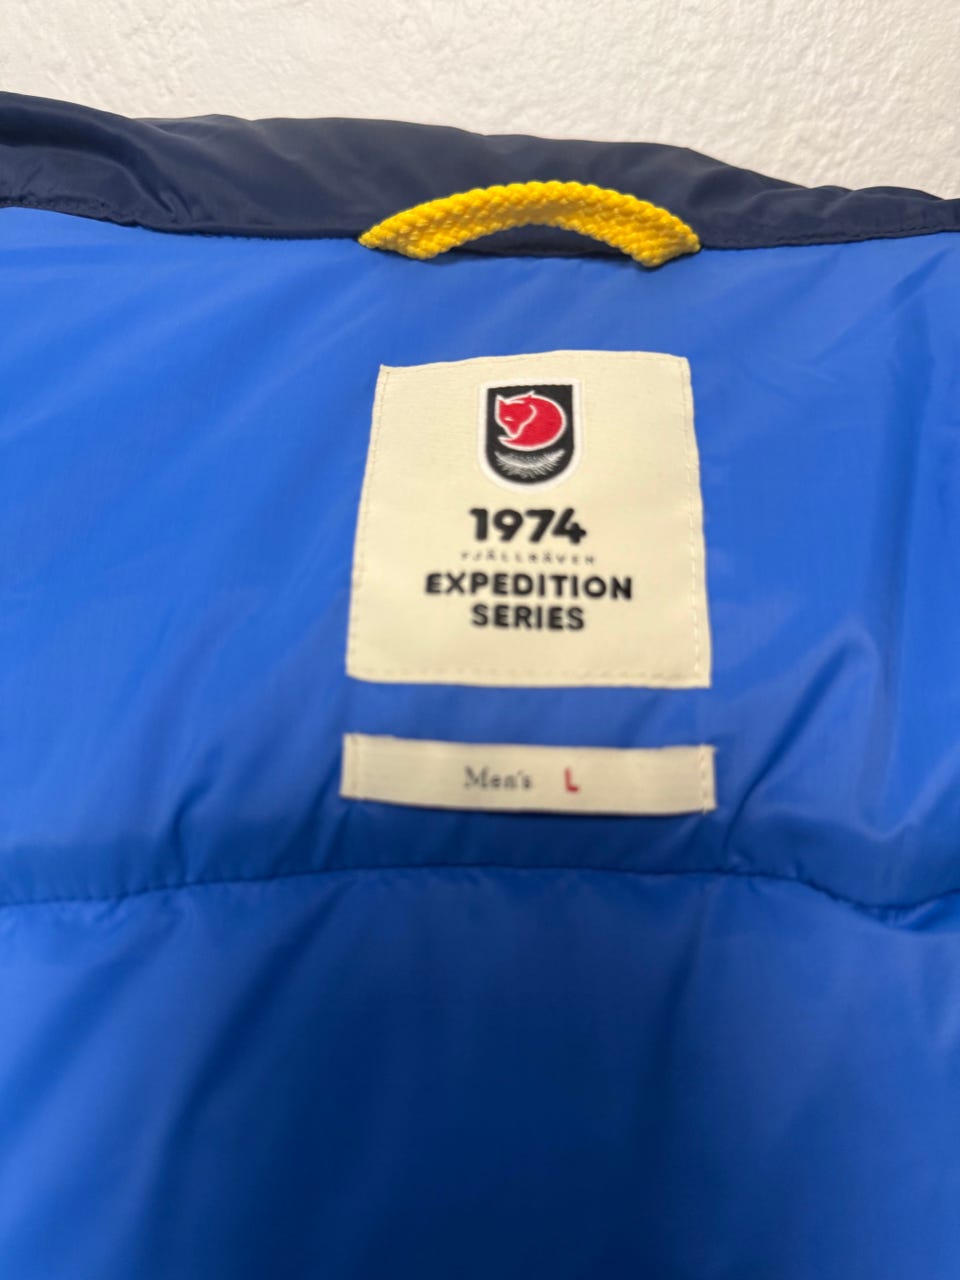 1974
FJÄLLRÄVEN
EXPEDITION
SERIES
Men's L